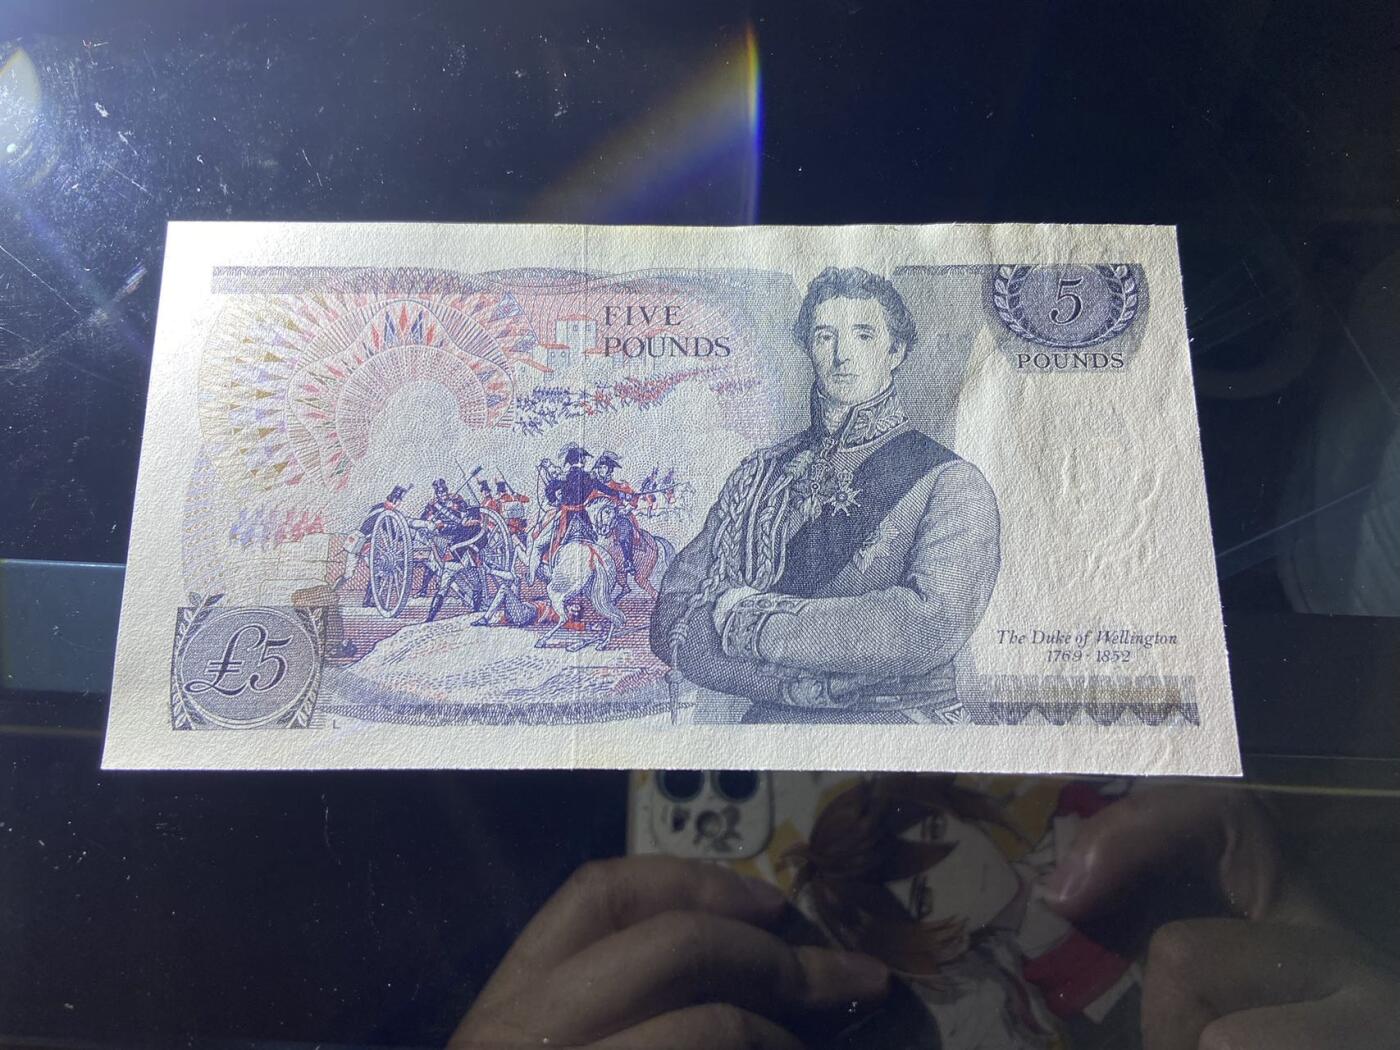 FIVE
POUNDS
5
POUNDS
The Duke of Wellington
1769 - 1852
£5
L